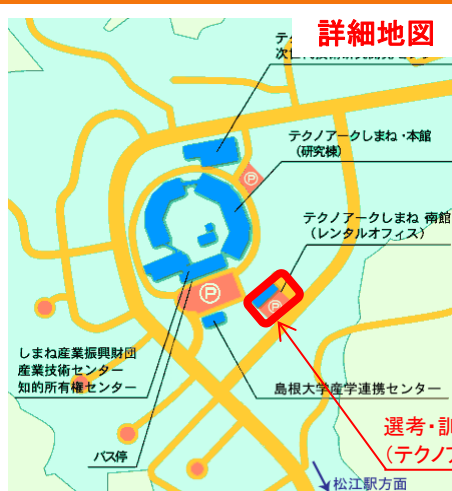 詳細地図
テクノアークしまね・本館
(研究棟)
テクノアークしまね 南館
(レンタルオフィス)
Ⓟ
Ⓟ
Ⓟ
しまね産業振興財団
産業技術センター
知的所有権センター
島根大学産学連携センター
選考・訓
(テクノア
バス停
松江駅方面